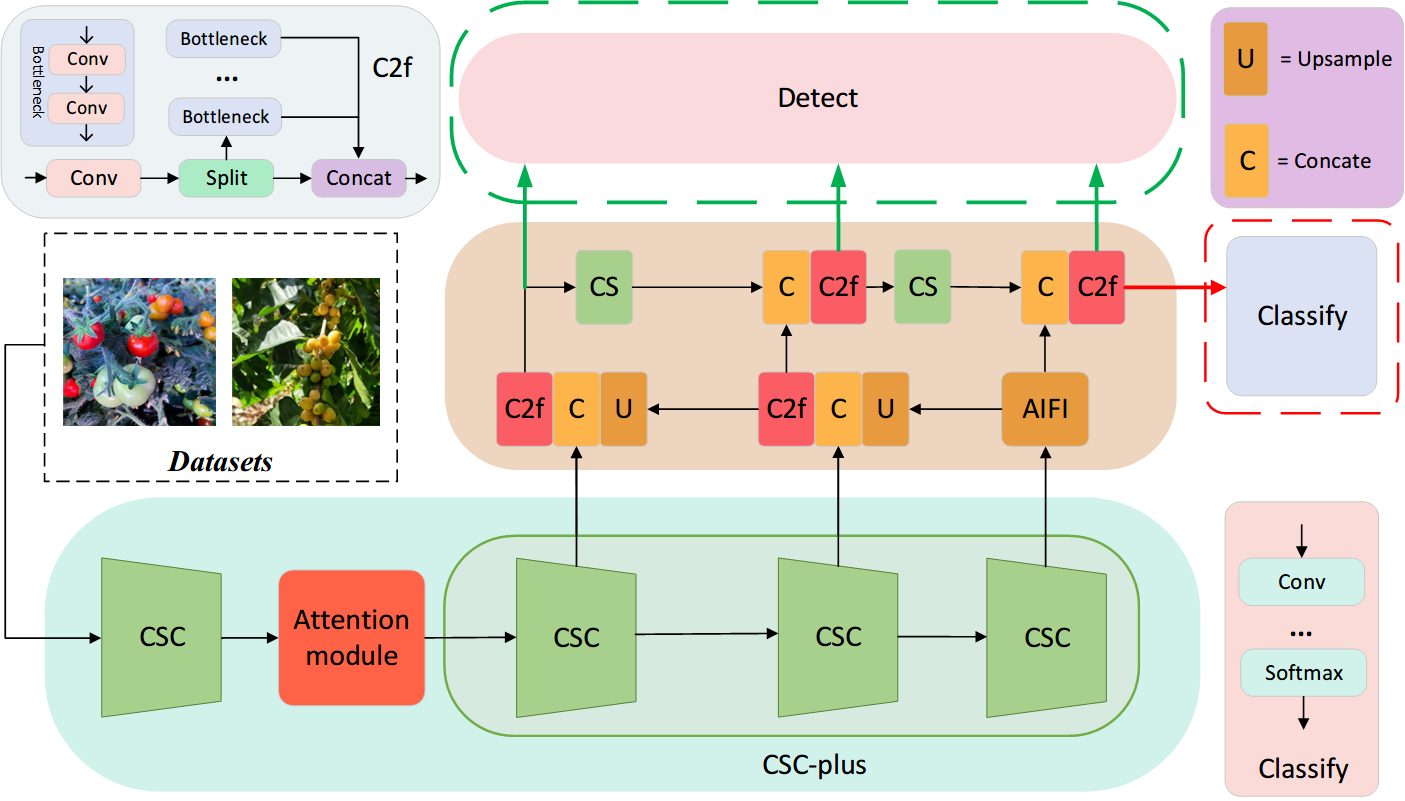 Bottleneck
Conv
Conv
Bottleneck
...
Bottleneck
C2f
Conv
Split
Concat
Detect
U = Upsample
C = Concate
Datasets
CS
C C2f
CS
C C2f
Classify
C2f C U
C2f C U
AIFI
CSC
Attention
module
CSC
CSC
CSC
CSC-plus
Conv
...
Softmax
Classify